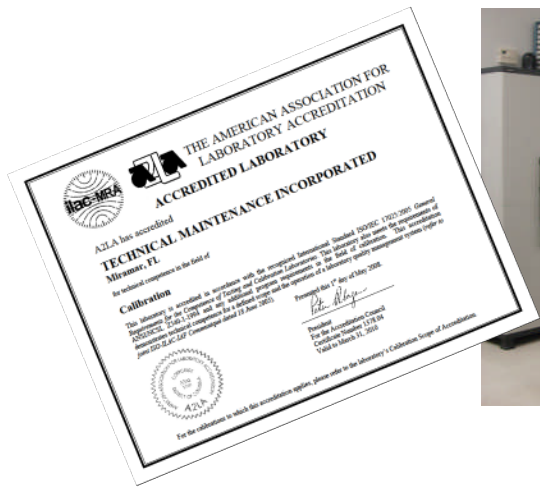 ilac-MRA
A2LA
THE AMERICAN ASSOCIATION FOR
LABORATORY ACCREDITATION
ACCREDITED LABORATORY
A2LA has accredited
TECHNICAL MAINTENANCE INCORPORATED
Miramar, FL
for technical competence in the field of
Calibration
This laboratory is accredited in accordance with the recognized International Standard ISO/IEC 17025:2005 General
Requirements for the Competence of Testing and Calibration Laboratories. This laboratory also meets the requirements of
ANSI/NCSL Z540-1-1994 and any additional program requirements in the field of calibration. This accreditation
demonstrates technical competence for a defined scope and the operation of a laboratory quality management system (refer to
joint ISO-ILAC-IAF Communiqué dated 18 June 2005).
Presented this 1st day of May 2008.
President
For the Accreditation Council
Certificate Number 1578.04
Valid to March 31, 2010
A2LA
For the calibrations to which this accreditation applies, please refer to the laboratory's Calibration Scope of Accreditation.